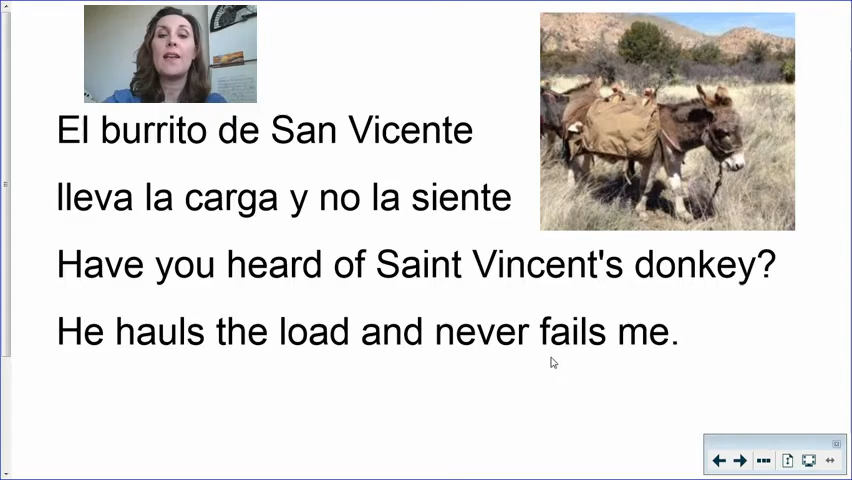 El burrito de San Vicente
lleva la carga y no la siente
Have you heard of Saint Vincent's donkey?
He hauls the load and never fails me.